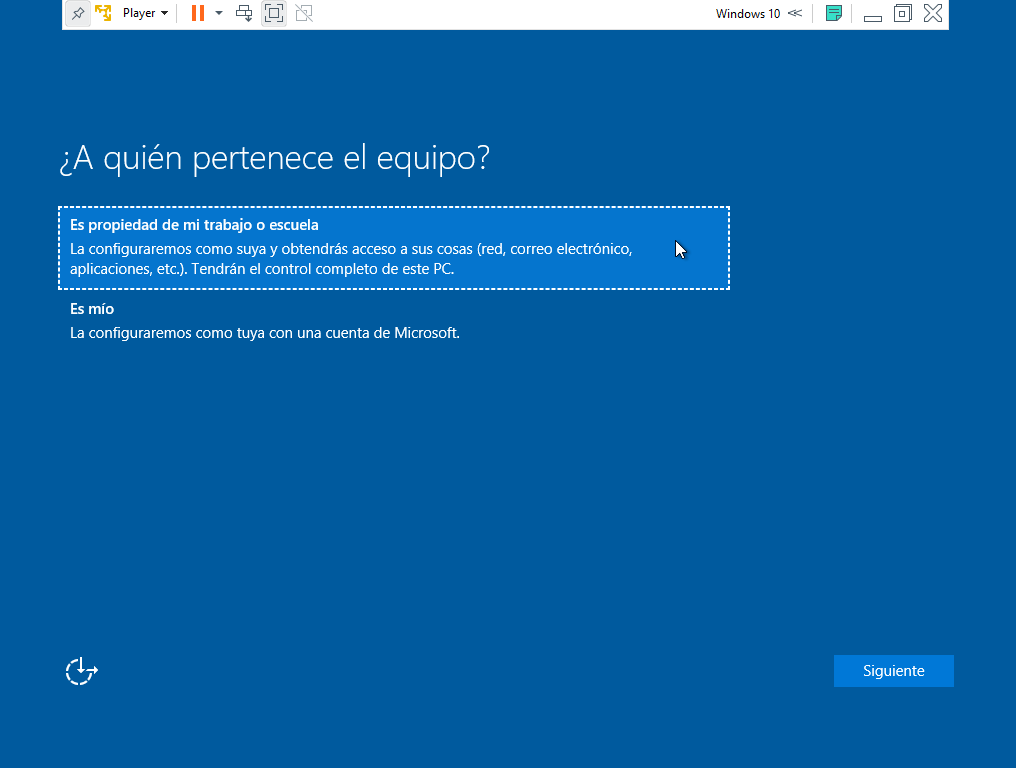 Player
Windows 10
¿A quién pertenece el equipo?
Es propiedad de mi trabajo o escuela
La configuraremos como suya y obtendrás acceso a sus cosas (red, correo electrónico,
aplicaciones, etc.). Tendrán el control completo de este PC.
Es mío
La configuraremos como tuya con una cuenta de Microsoft.
Siguiente